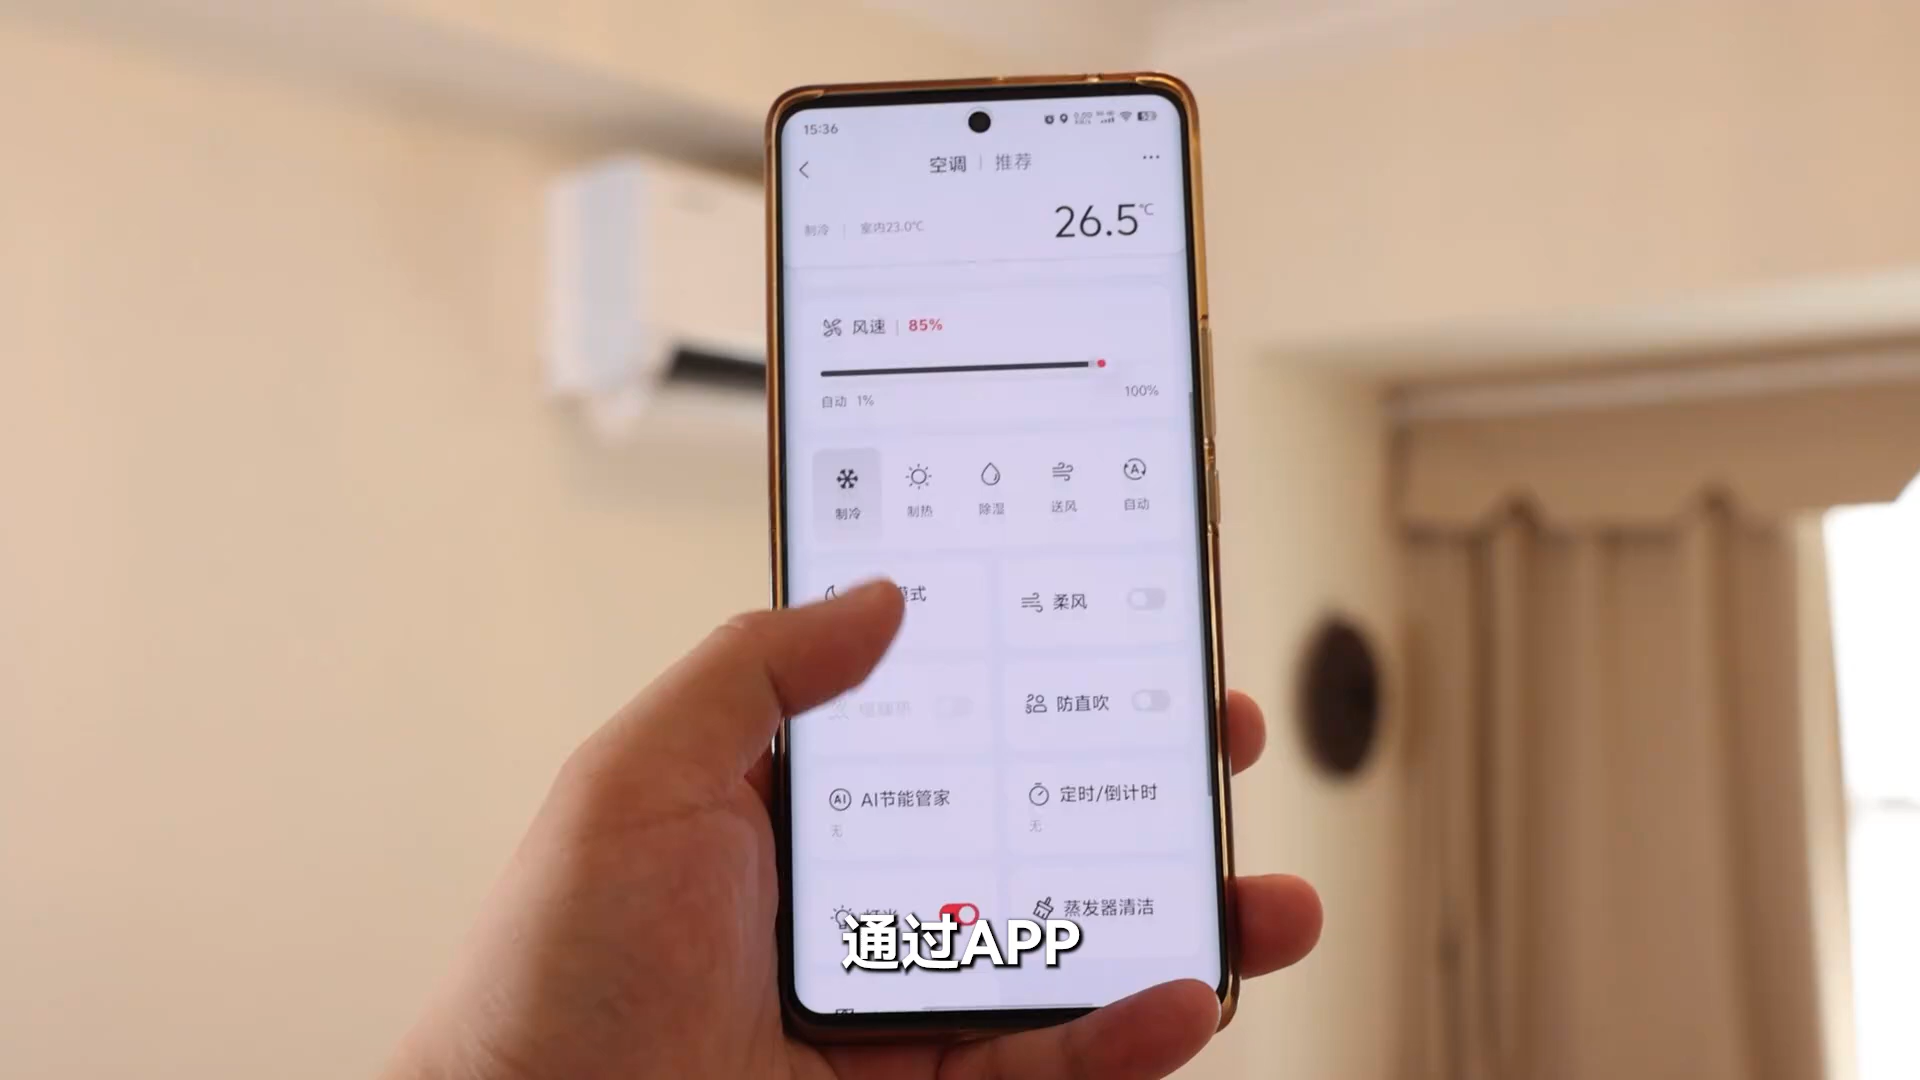 15:36
空调 | 推荐
26.5℃
制冷 | 室内23.0℃
风速 | 85%
自动 1%
100%
制冷
制热
除湿
送风
自动
模式
柔风
防直吹
AI节能管家
无
定时/倒计时
无
蒸发器清洁
通过APP